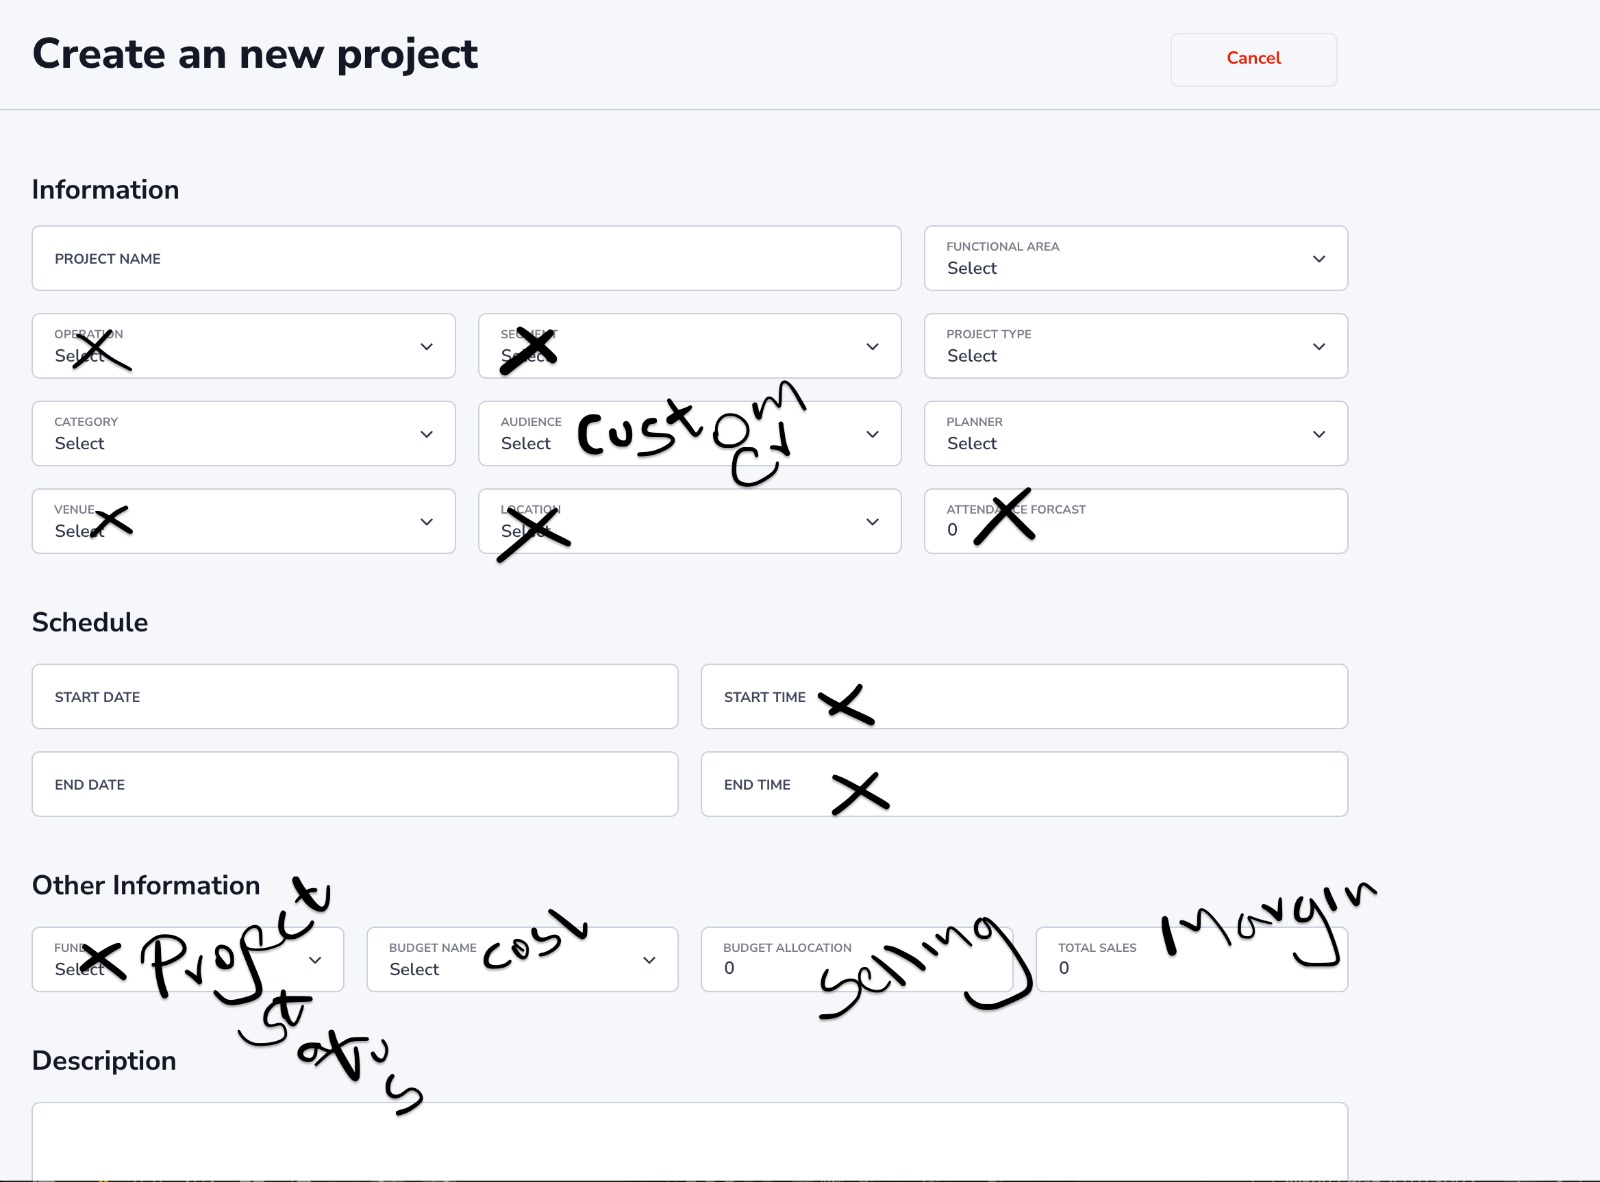 Create an new project
Cancel
Information
PROJECT NAME
FUNCTIONAL AREA
Select
OPERATION
Select
SEGMENT
Select
PROJECT TYPE
Select
CATEGORY
Select
AUDIENCE
Select
Customer
PLANNER
Select
VENUE
Select
LOCATION
Select
ATTENDANCE FORCAST
0
Schedule
START DATE
START TIME
END DATE
END TIME
Other Information
FUND
Select
Project
status
BUDGET NAME
Select
cost
BUDGET ALLOCATION
0
Selling
TOTAL SALES
0
Margin
Description